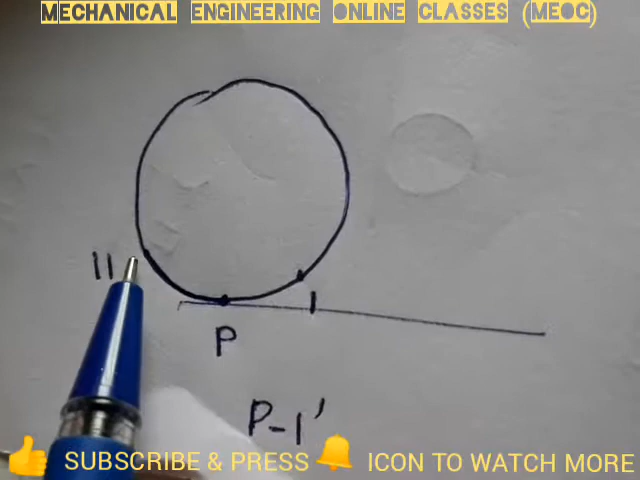 MECHANICAL ENGINEERING ONLINE CLASSES (MEOC)
11
1
P
P-1'
SUBSCRIBE & PRESS ICON TO WATCH MORE